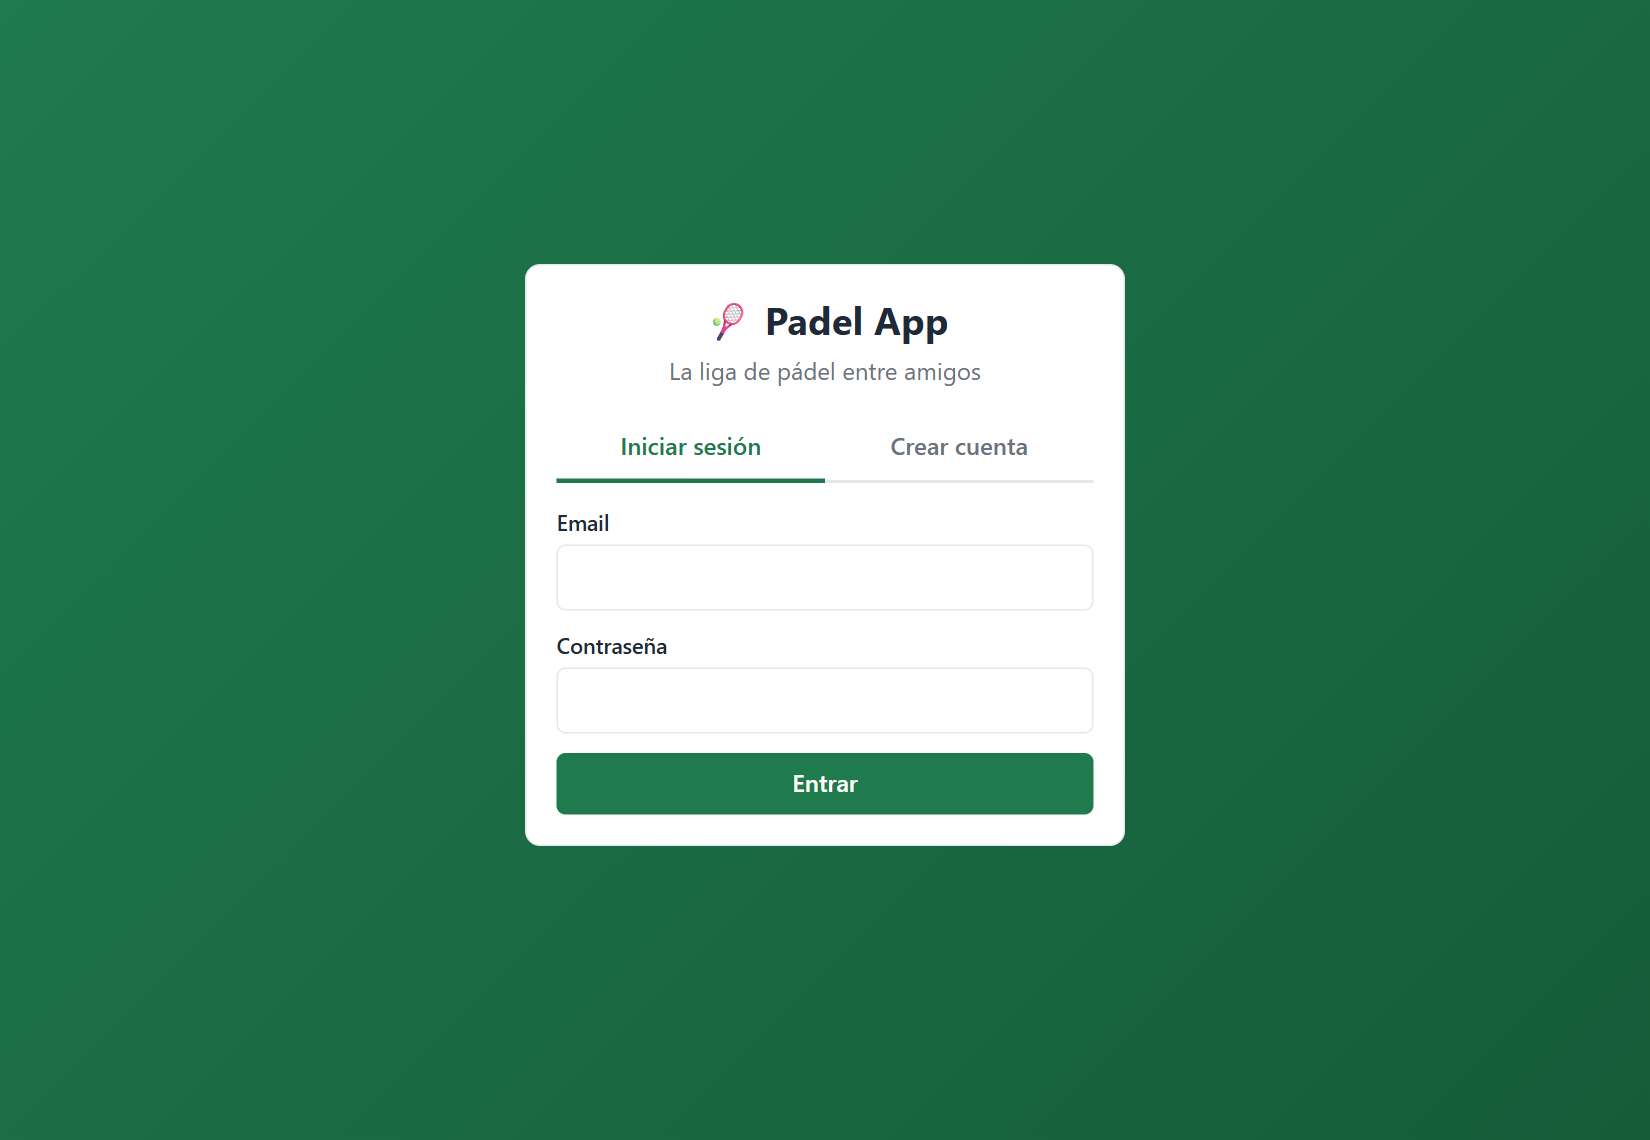 Padel App
La liga de pádel entre amigos
Iniciar sesión
Crear cuenta
Email
Contraseña
Entrar